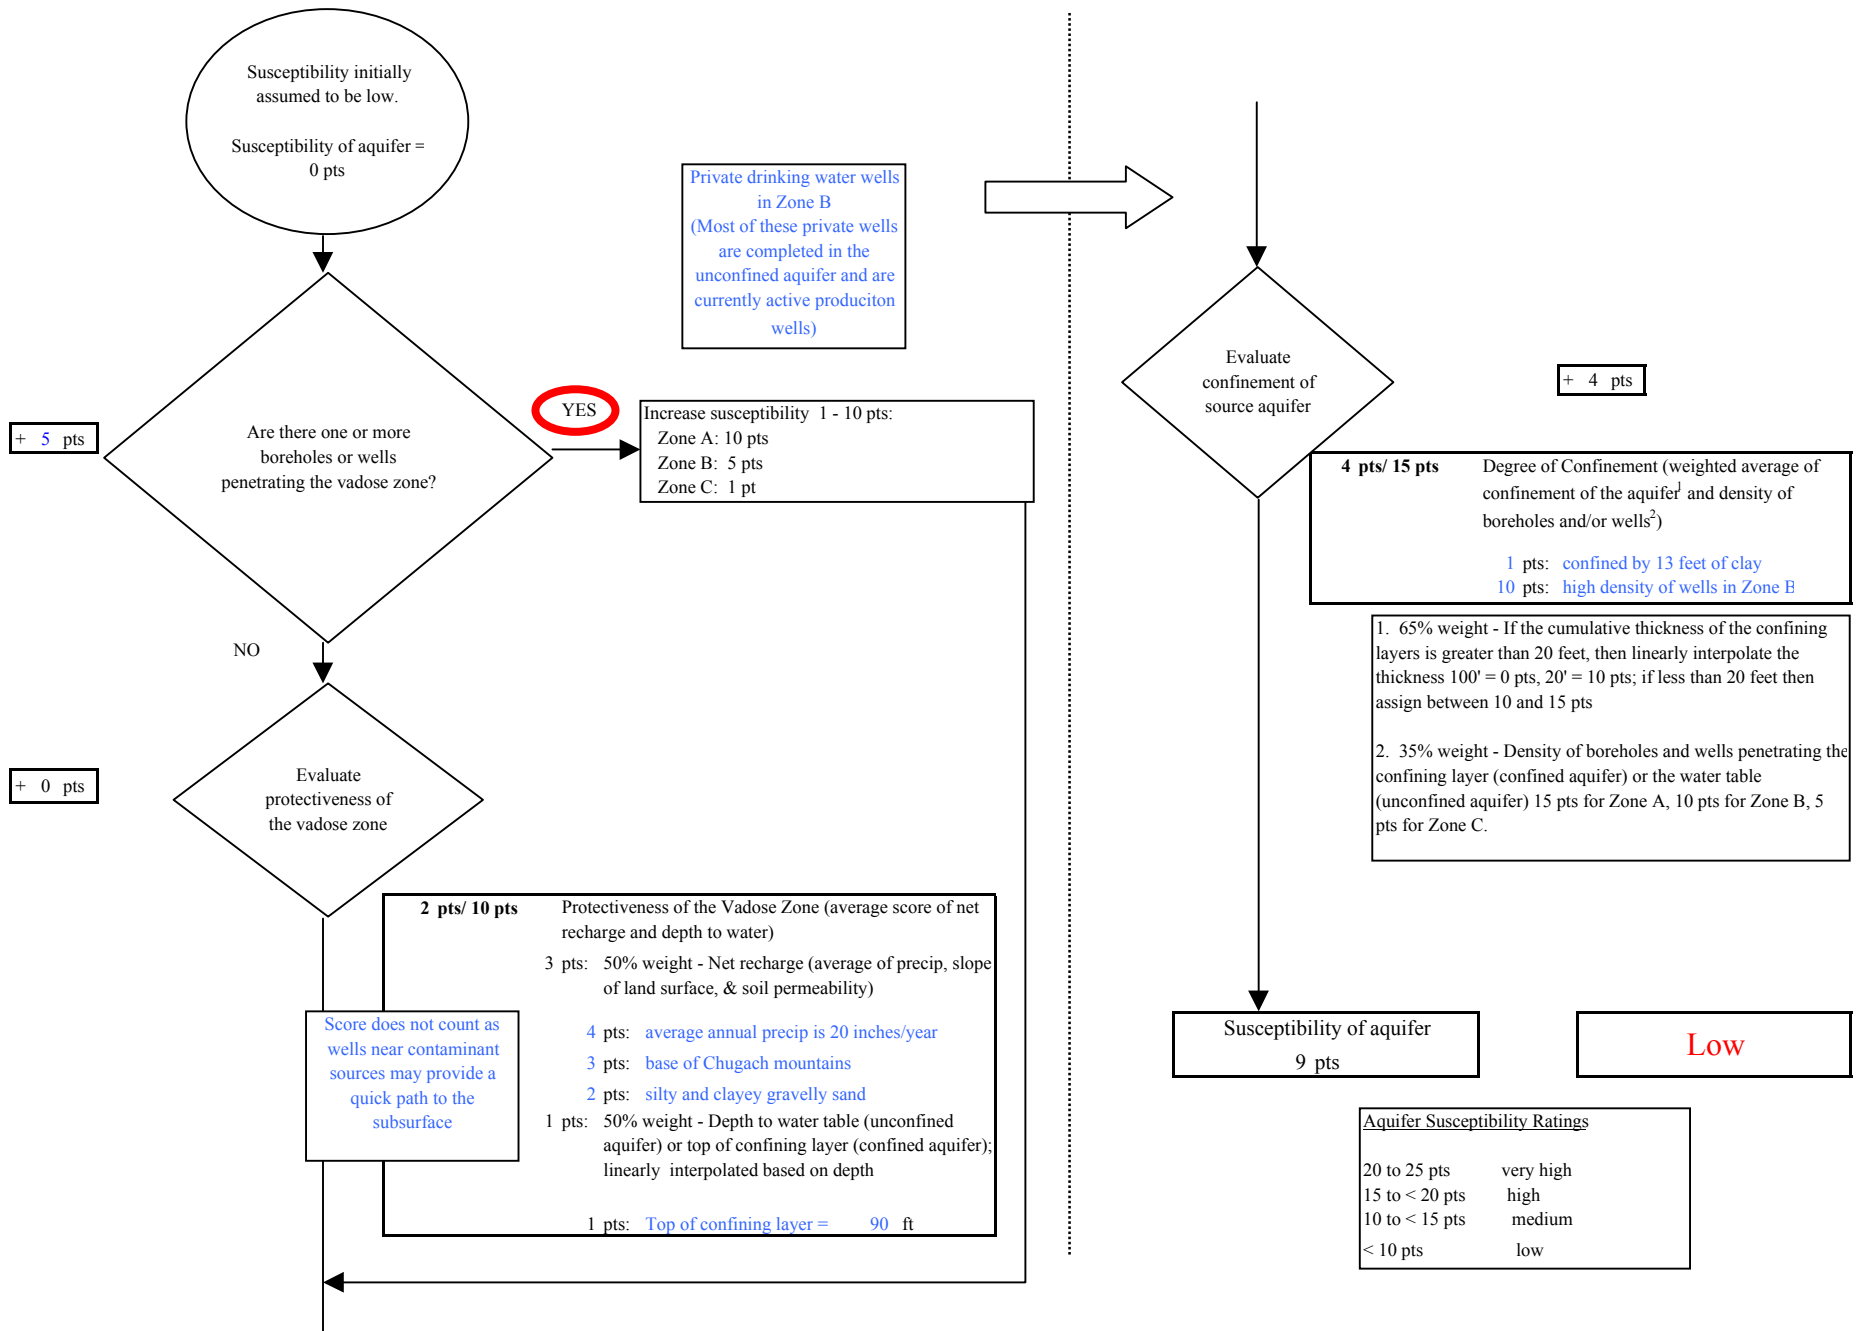 Susceptibility initially
assumed to be low.
Susceptibility of aquifer =
0 pts
Private drinking water wells
in Zone B
(Most of these private wells
are completed in the
unconfined aquifer and are
currently active produciton
wells)
+ 5 pts
Are there one or more
boreholes or wells
penetrating the vadose zone?
YES
Increase susceptibility 1 - 10 pts:
Zone A: 10 pts
Zone B: 5 pts
Zone C: 1 pt
NO
+ 0 pts
Evaluate
protectiveness of
the vadose zone
2 pts/ 10 pts Protectiveness of the Vadose Zone (average score of net
recharge and depth to water)
3 pts: 50% weight - Net recharge (average of precip, slope
of land surface, & soil permeability)
4 pts: average annual precip is 20 inches/year
3 pts: base of Chugach mountains
2 pts: silty and clayey gravelly sand
1 pts: 50% weight - Depth to water table (unconfined
aquifer) or top of confining layer (confined aquifer);
linearly interpolated based on depth
1 pts: Top of confining layer = 90 ft
Score does not count as
wells near contaminant
sources may provide a
quick path to the
subsurface
Evaluate
confinement of
source aquifer
+ 4 pts
4 pts/ 15 pts Degree of Confinement (weighted average of
confinement of the aquifer1 and density of
boreholes and/or wells2)
1 pts: confined by 13 feet of clay
10 pts: high density of wells in Zone B
1. 65% weight - If the cumulative thickness of the confining
layers is greater than 20 feet, then linearly interpolate the
thickness 100' = 0 pts, 20' = 10 pts; if less than 20 feet then
assign between 10 and 15 pts
2. 35% weight - Density of boreholes and wells penetrating the
confining layer (confined aquifer) or the water table
(unconfined aquifer) 15 pts for Zone A, 10 pts for Zone B, 5
pts for Zone C.
Susceptibility of aquifer
9 pts
Low
Aquifer Susceptibility Ratings
20 to 25 pts very high
15 to < 20 pts high
10 to < 15 pts medium
< 10 pts low